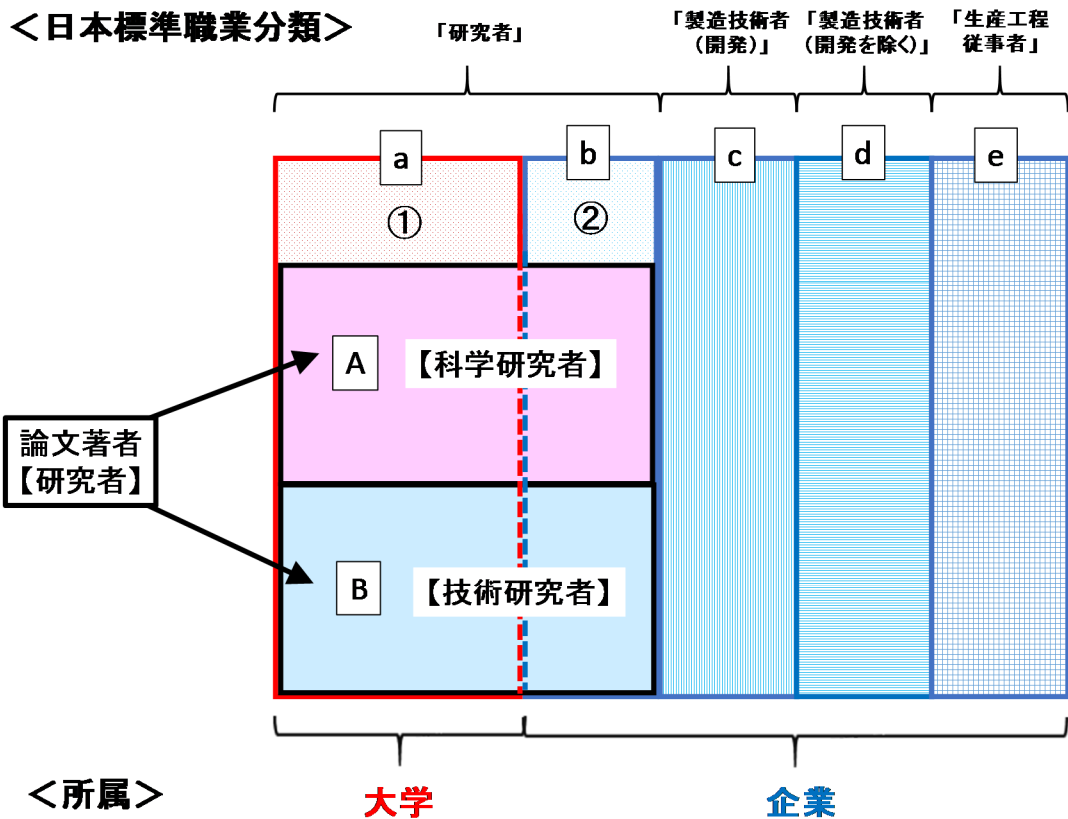 ＜日本標準職業分類＞
「研究者」
「製造技術者
（開発）」
「製造技術者
（開発を除く）」
「生産工程
従事者」
a
b
c
d
e
①
②
A
【科学研究者】
論文著者
【研究者】
B
【技術研究者】
＜所属＞
大学
企業